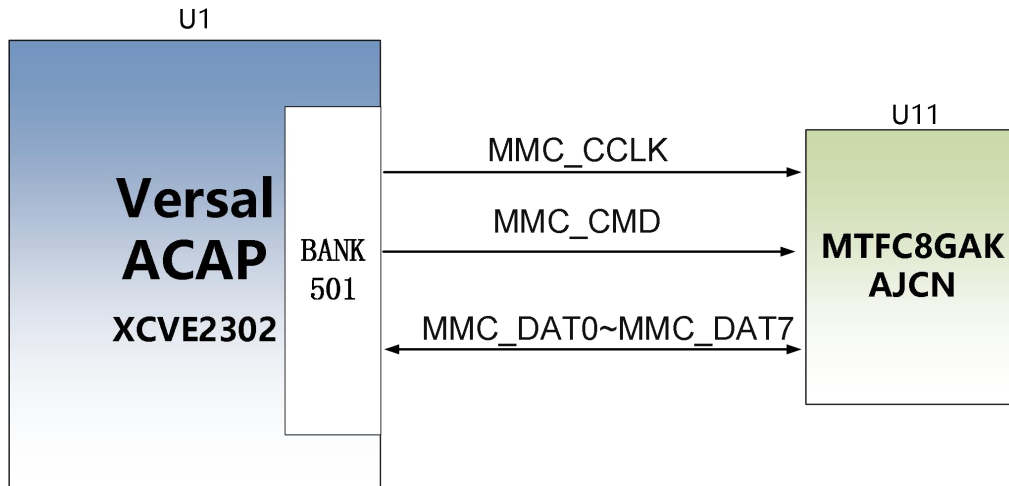 U1
U11
MMC_CCLK
Versal
ACAP
XCVE2302
BANK
501
MMC_CMD
MTFC8GAK
AJCN
MMC_DAT0~MMC_DAT7